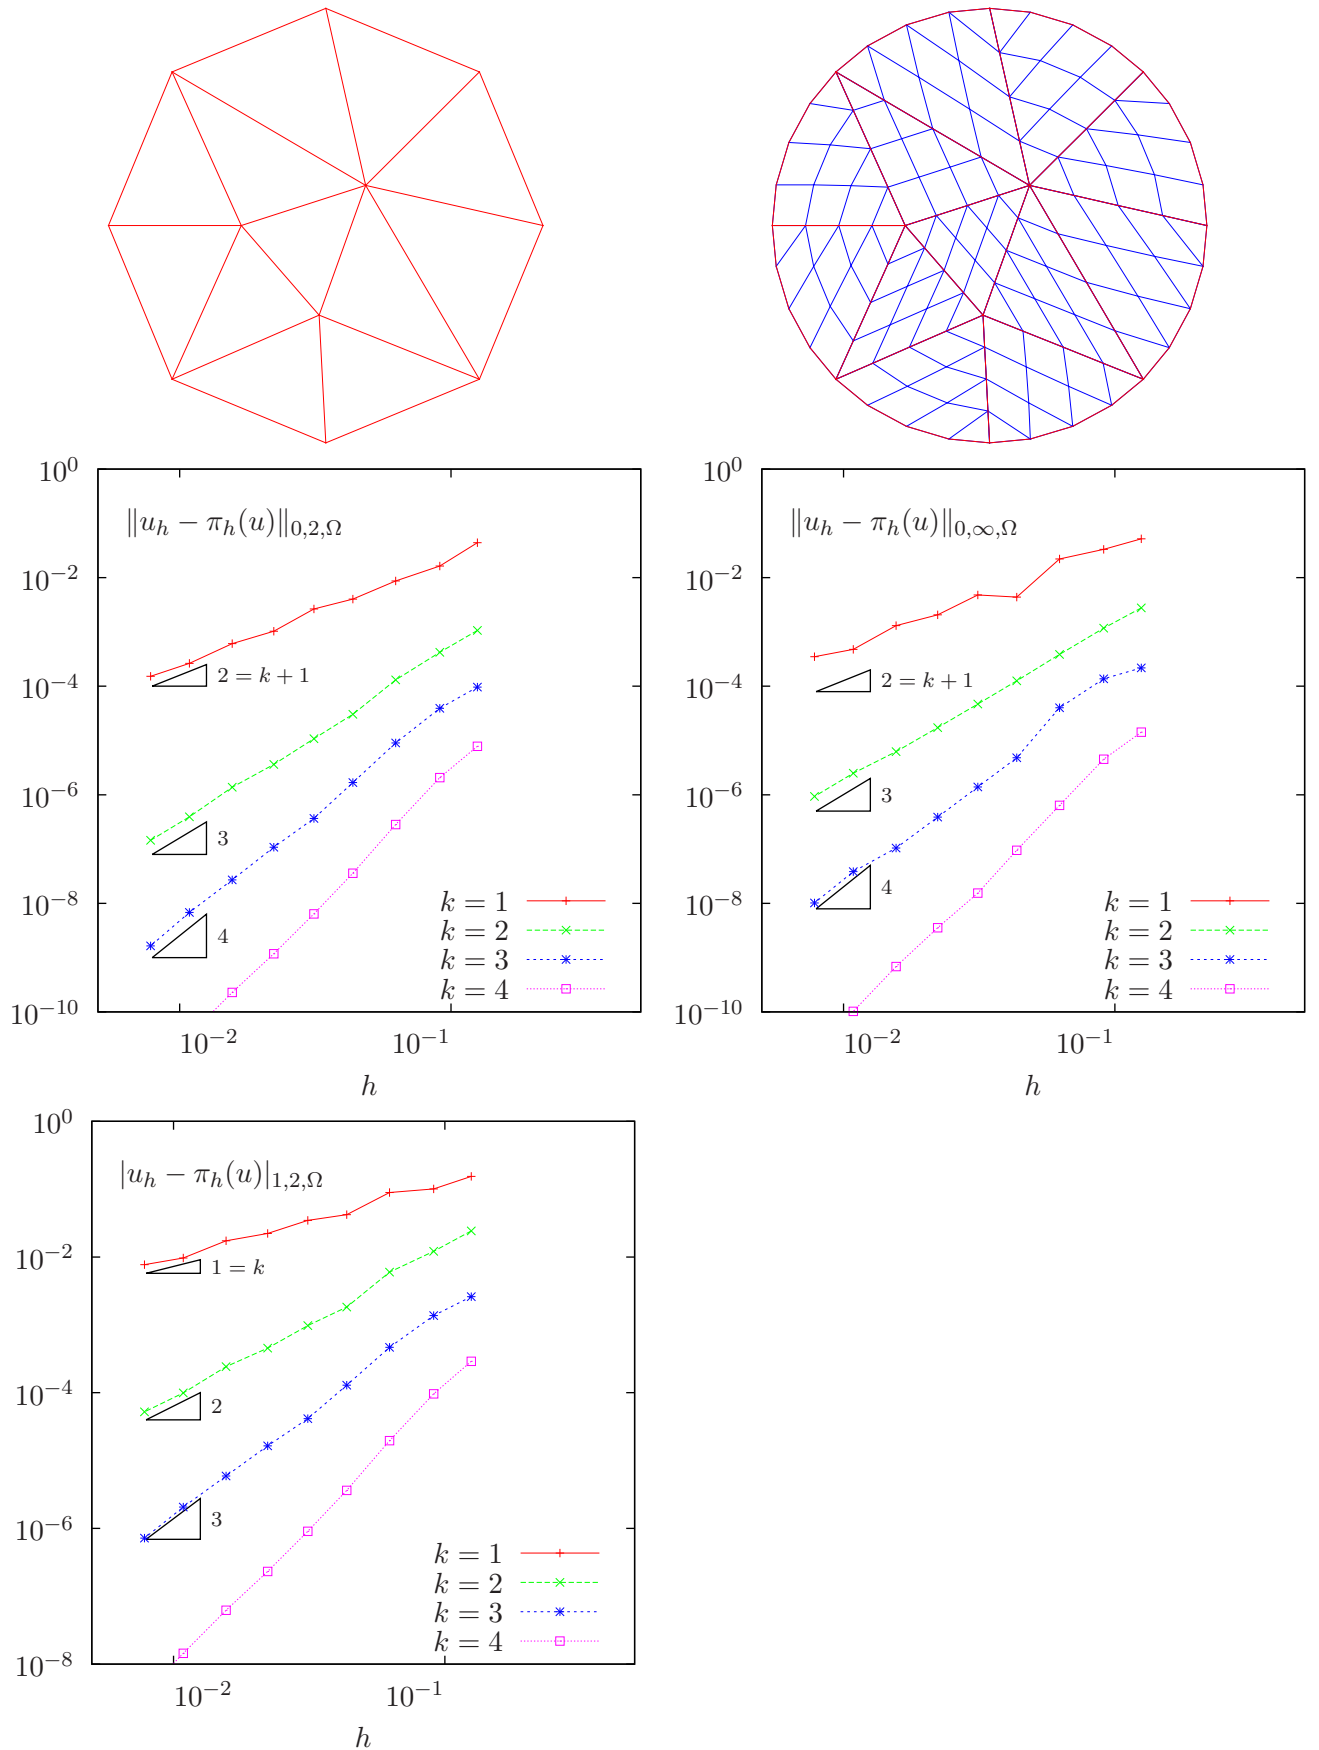 10^0
10^{-2}
10^{-4}
10^{-6}
10^{-8}
10^{-10}
‖u_h − π_h(u)‖_{0,2,Ω}
2 = k + 1
3
4
k = 1
k = 2
k = 3
k = 4
10^{-2} 10^{-1}
h
10^0
10^{-2}
10^{-4}
10^{-6}
10^{-8}
10^{-10}
‖u_h − π_h(u)‖_{0,∞,Ω}
2 = k + 1
3
4
k = 1
k = 2
k = 3
k = 4
10^{-2} 10^{-1}
h
10^0
10^{-2}
10^{-4}
10^{-6}
10^{-8}
|u_h − π_h(u)|_{1,2,Ω}
1 = k
2
3
k = 1
k = 2
k = 3
k = 4
10^{-2} 10^{-1}
h